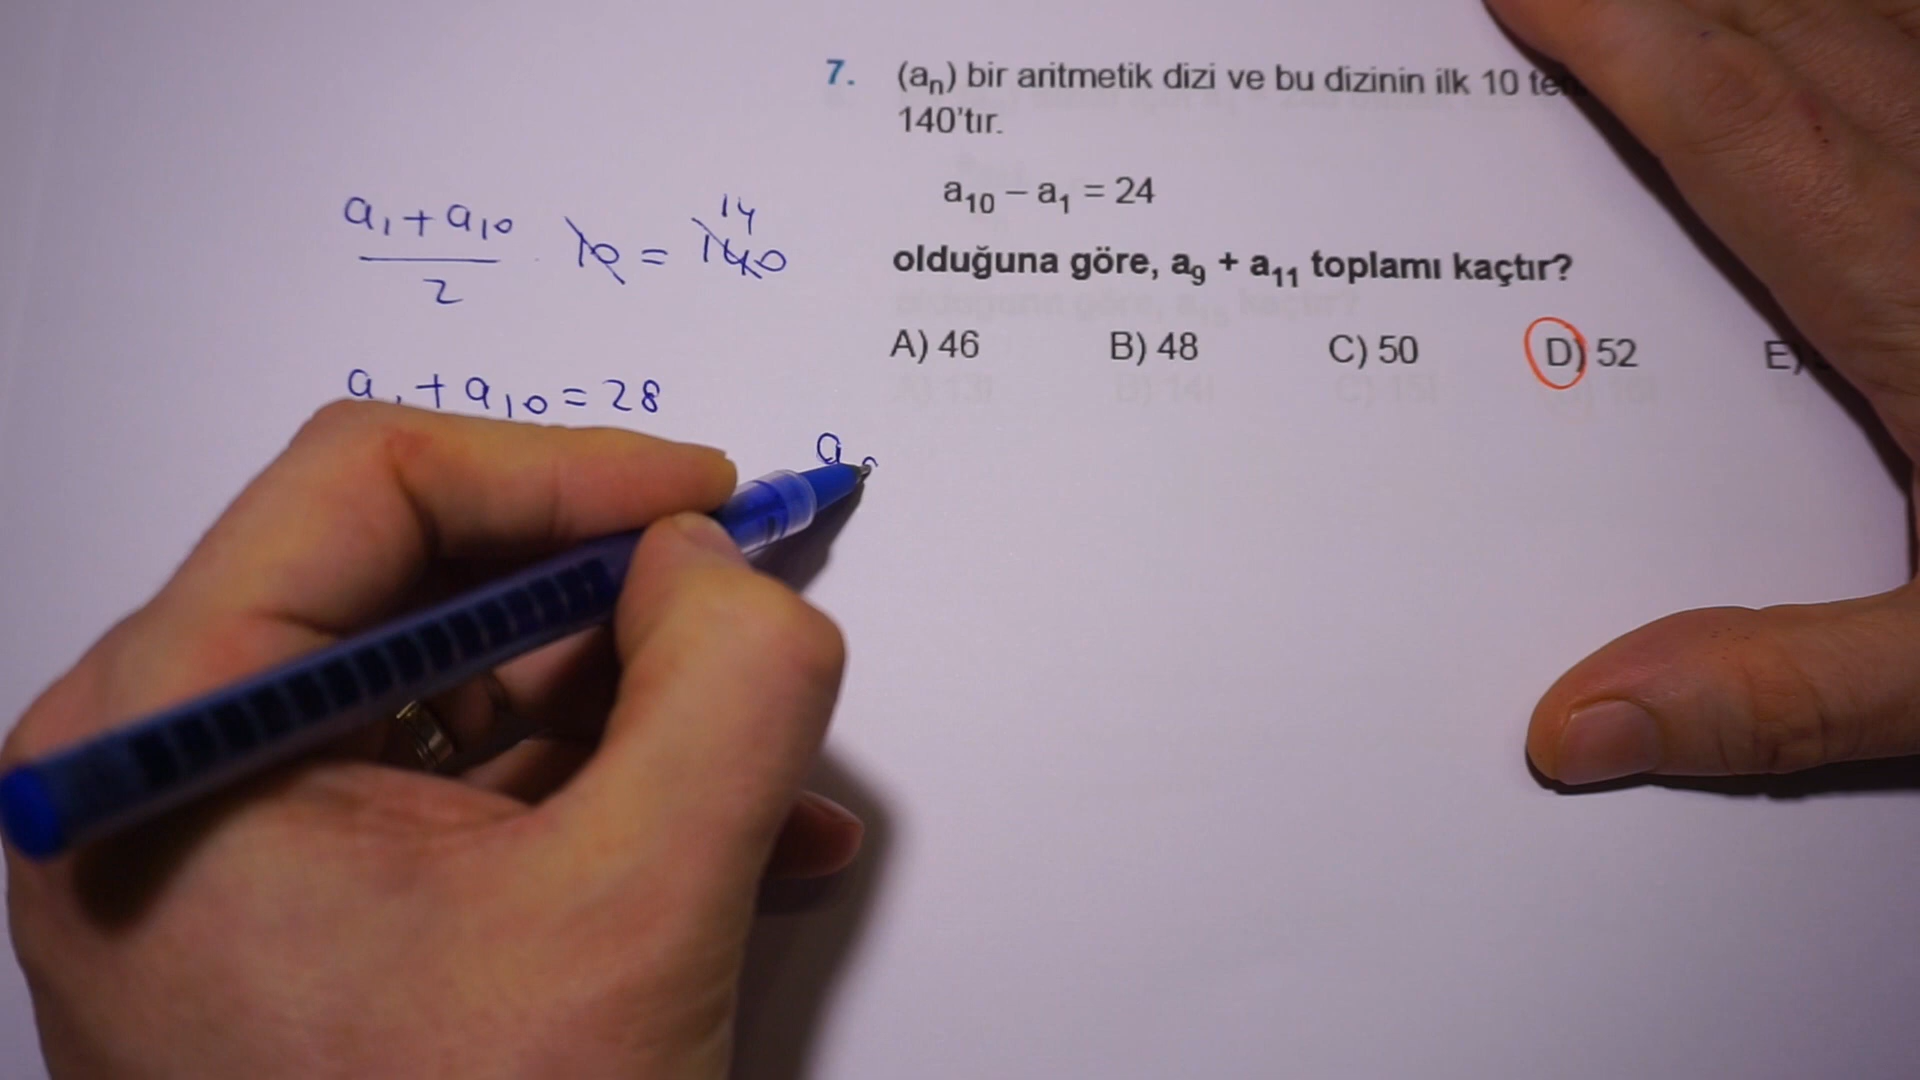 7. (aₙ) bir aritmetik dizi ve bu dizinin ilk 10
140'tır.
a₁₀ – a₁ = 24
olduğuna göre, a₉ + a₁₁ toplamı kaçtır?
A) 46 B) 48 C) 50 D) 52 E)
a₁ + a₁₀
2
· 10 = 140
14
a₁ + a₁₀ = 28
a